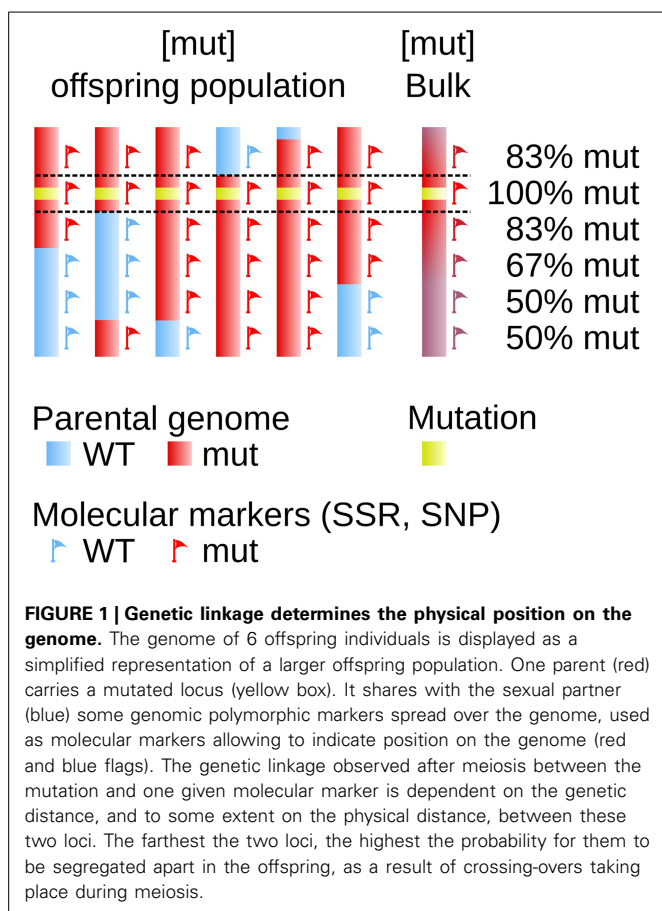 [mut] [mut]
offspring population Bulk
83% mut
100% mut
83% mut
67% mut
50% mut
50% mut
Parental genome Mutation
WT mut
Molecular markers (SSR, SNP)
WT mut
FIGURE 1 | Genetic linkage determines the physical position on the
genome. The genome of 6 offspring individuals is displayed as a
simplified representation of a larger offspring population. One parent (red)
carries a mutated locus (yellow box). It shares with the sexual partner
(blue) some genomic polymorphic markers spread over the genome, used
as molecular markers allowing to indicate position on the genome (red
and blue flags). The genetic linkage observed after meiosis between the
mutation and one given molecular marker is dependent on the genetic
distance, and to some extent on the physical distance, between these
two loci. The farthest the two loci, the highest the probability for them to
be segregated apart in the offspring, as a result of crossing-overs taking
place during meiosis.